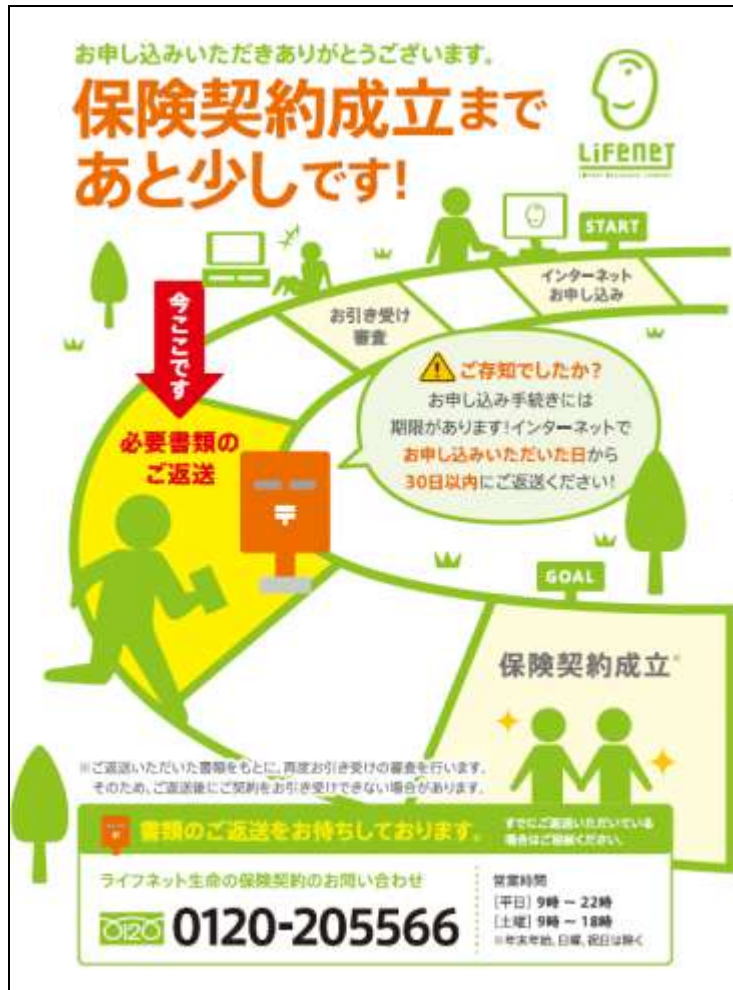 お申し込みいただきありがとうございます。
保険契約成立まで
あと少しです!
LIFENET
START
インターネット
お申し込み
お引き受け
審査
今ここです
必要書類の
ご返送
ご存知でしたか?
お申し込み手続きには
期限があります!インターネットで
お申し込みいただいた日から
30日以内にご返送ください!
GOAL
保険契約成立※
※ご返送いただいた書類をもとに、再度お引き受けの審査を行います。
そのため、ご返送後にご契約をお引き受けできない場合があります。
書類のご返送をお待ちしております。
すでにご返送いただいている
場合はご容赦ください。
ライフネット生命の保険契約のお問い合わせ
0120-205566
営業時間
[平日] 9時 ~ 22時
[土曜] 9時 ~ 18時
※年末年始、日曜、祝日は除く